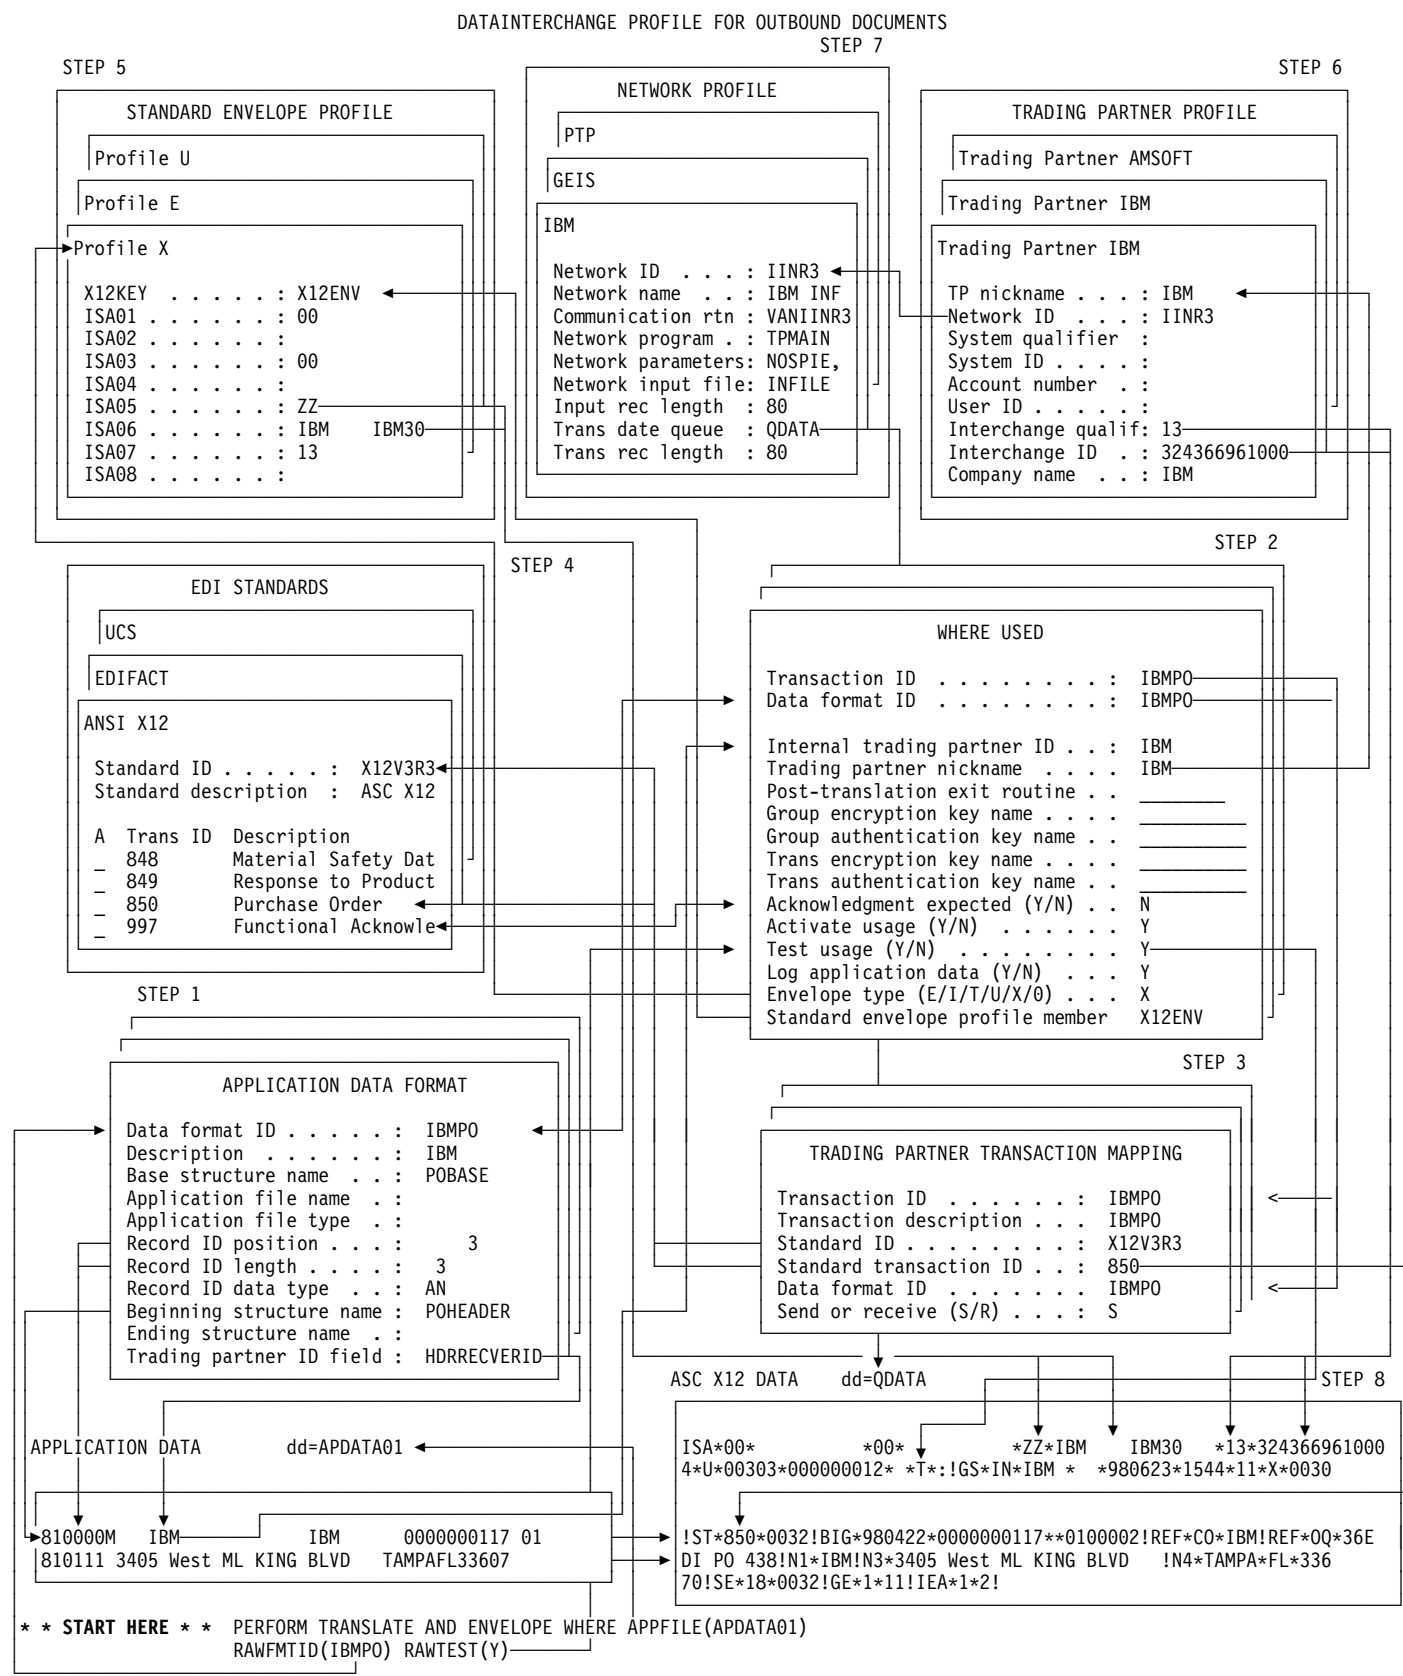 DATAINTERCHANGE PROFILE FOR OUTBOUND DOCUMENTS
STEP 5
STANDARD ENVELOPE PROFILE
Profile U
Profile E
Profile X
X12KEY . . . . . : X12ENV
ISA01 . . . . . . : 00
ISA02 . . . . . . :
ISA03 . . . . . . : 00
ISA04 . . . . . . :
ISA05 . . . . . . : ZZ
ISA06 . . . . . . : IBM IBM30
ISA07 . . . . . . : 13
ISA08 . . . . . . :
STEP 7
NETWORK PROFILE
PTP
GEIS
IBM
Network ID . . . : IINR3
Network name . . : IBM INF
Communication rtn : VANIINR3
Network program . : TPMAIN
Network parameters: NOSPIE,
Network input file: INFILE
Input rec length : 80
Trans date queue : QDATA
Trans rec length : 80
STEP 6
TRADING PARTNER PROFILE
Trading Partner AMSOFT
Trading Partner IBM
Trading Partner IBM
TP nickname . . . : IBM
Network ID . . . : IINR3
System qualifier :
System ID . . . . :
Account number . :
User ID . . . . . :
Interchange qualif: 13
Interchange ID . : 324366961000
Company name . . : IBM
STEP 4
EDI STANDARDS
UCS
EDIFACT
ANSI X12
Standard ID . . . . . : X12V3R3
Standard description : ASC X12
A Trans ID Description
_ 848 Material Safety Dat
_ 849 Response to Product
_ 850 Purchase Order
_ 997 Functional Acknowle
STEP 2
WHERE USED
Transaction ID . . . . . . . . : IBMPO
Data format ID . . . . . . . . : IBMPO
Internal trading partner ID . . : IBM
Trading partner nickname . . . . IBM
Post-translation exit routine . . ________
Group encryption key name . . . . __________
Group authentication key name . . __________
Trans encryption key name . . . . __________
Trans authentication key name . . __________
Acknowledgment expected (Y/N) . . N
Activate usage (Y/N) . . . . . . Y
Test usage (Y/N) . . . . . . . . Y
Log application data (Y/N) . . . Y
Envelope type (E/I/T/U/X/0) . . . X
Standard envelope profile member X12ENV
STEP 1
APPLICATION DATA FORMAT
Data format ID . . . . . : IBMPO
Description . . . . . . : IBM
Base structure name . . : POBASE
Application file name . :
Application file type . :
Record ID position . . . : 3
Record ID length . . . . : 3
Record ID data type . . : AN
Beginning structure name : POHEADER
Ending structure name . :
Trading partner ID field : HDRRECVERID
STEP 3
TRADING PARTNER TRANSACTION MAPPING
Transaction ID . . . . . . . : IBMPO <
Transaction description . . . IBMPO
Standard ID . . . . . . . . : X12V3R3
Standard transaction ID . . : 850
Data format ID . . . . . . . IBMPO <
Send or receive (S/R) . . . : S
ASC X12 DATA dd=QDATA STEP 8
ISA*00* *00* *ZZ*IBM IBM30 *13*324366961000
4*U*00303*000000012* *T*:!GS*IN*IBM * *980623*1544*11*X*0030
!ST*850*0032!BIG*980422*0000000117**0100002!REF*CO*IBM!REF*OQ*36E
DI PO 438!N1*IBM!N3*3405 West ML KING BLVD !N4*TAMPA*FL*336
70!SE*18*0032!GE*1*11!IEA*1*2!
APPLICATION DATA dd=APDATA01
810000M IBM IBM 0000000117 01
810111 3405 West ML KING BLVD TAMPAFL33607
* * START HERE * * PERFORM TRANSLATE AND ENVELOPE WHERE APPFILE(APDATA01)
RAWFMTID(IBMPO) RAWTEST(Y)